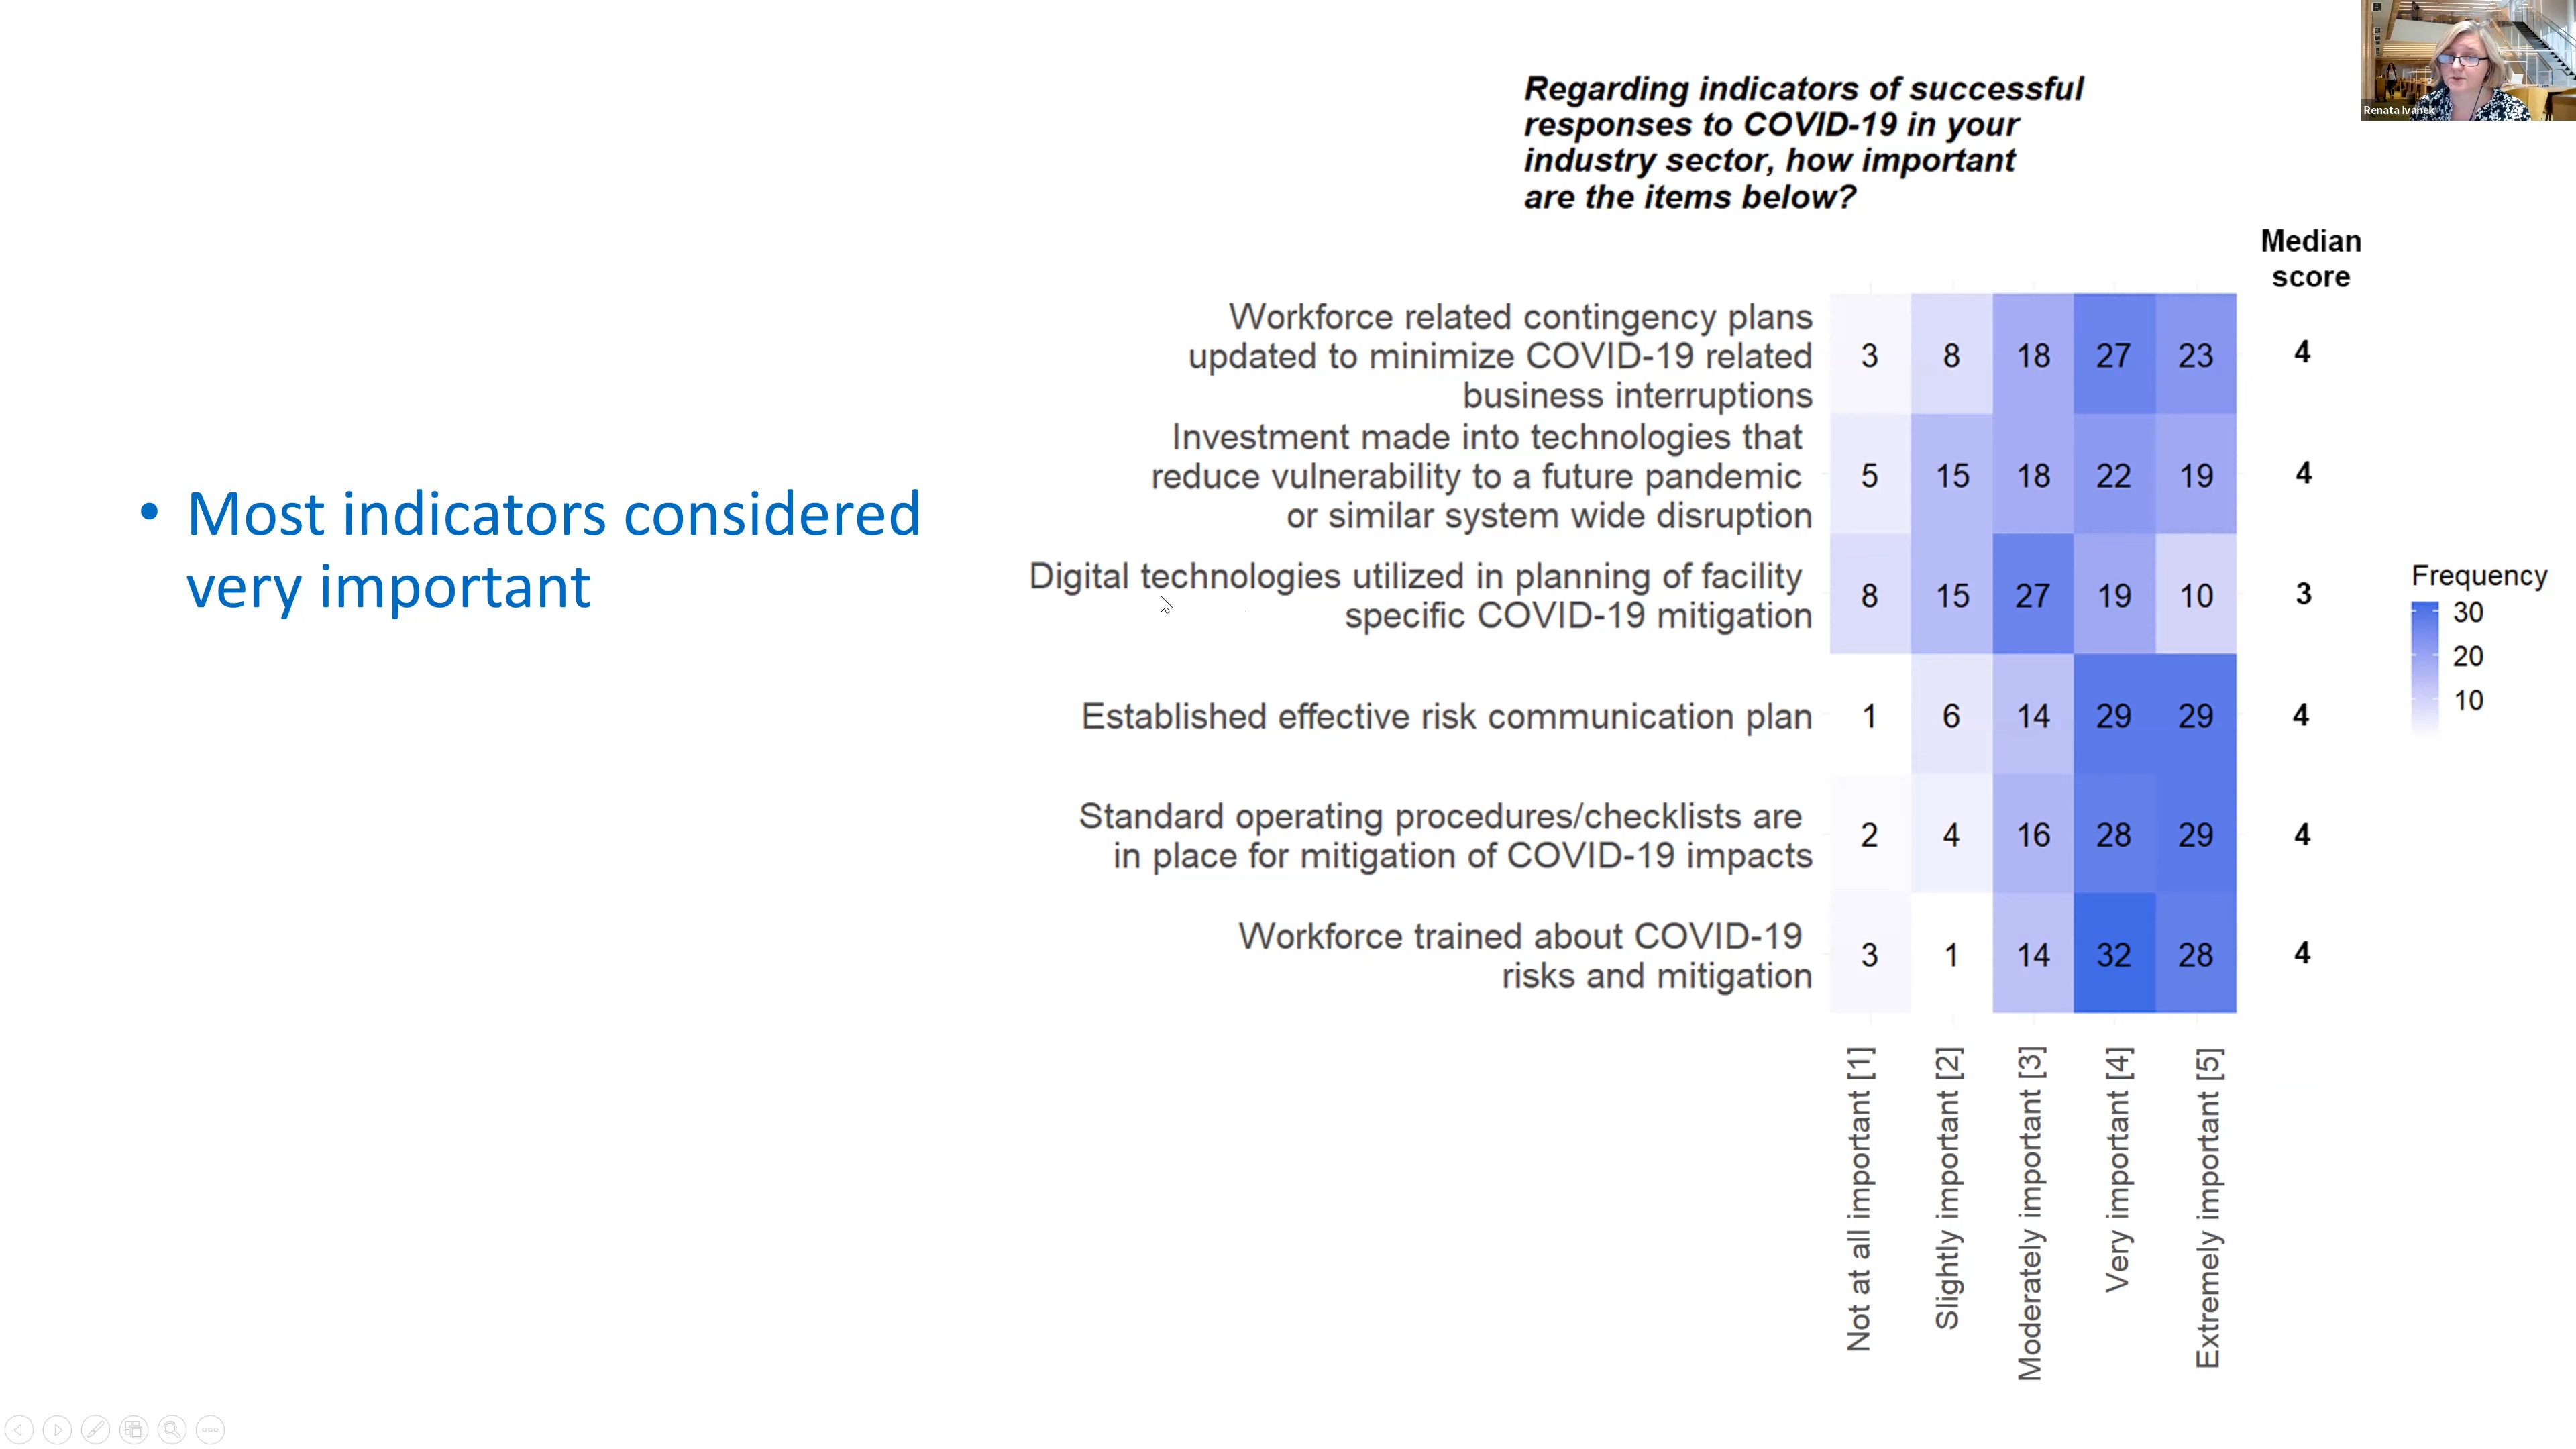 Renata Ivanek
Regarding indicators of successful
responses to COVID-19 in your
industry sector, how important
are the items below?
Median
score
• Most indicators considered
very important
Workforce related contingency plans
updated to minimize COVID-19 related
business interruptions
3 8 18 27 23 4
Investment made into technologies that
reduce vulnerability to a future pandemic
or similar system wide disruption
5 15 18 22 19 4
Digital technologies utilized in planning of facility
specific COVID-19 mitigation
8 15 27 19 10 3
Established effective risk communication plan
1 6 14 29 29 4
Standard operating procedures/checklists are
in place for mitigation of COVID-19 impacts
2 4 16 28 29 4
Workforce trained about COVID-19
risks and mitigation
3 1 14 32 28 4
Not at all important [1]
Slightly important [2]
Moderately important [3]
Very important [4]
Extremely important [5]
Frequency
30
20
10